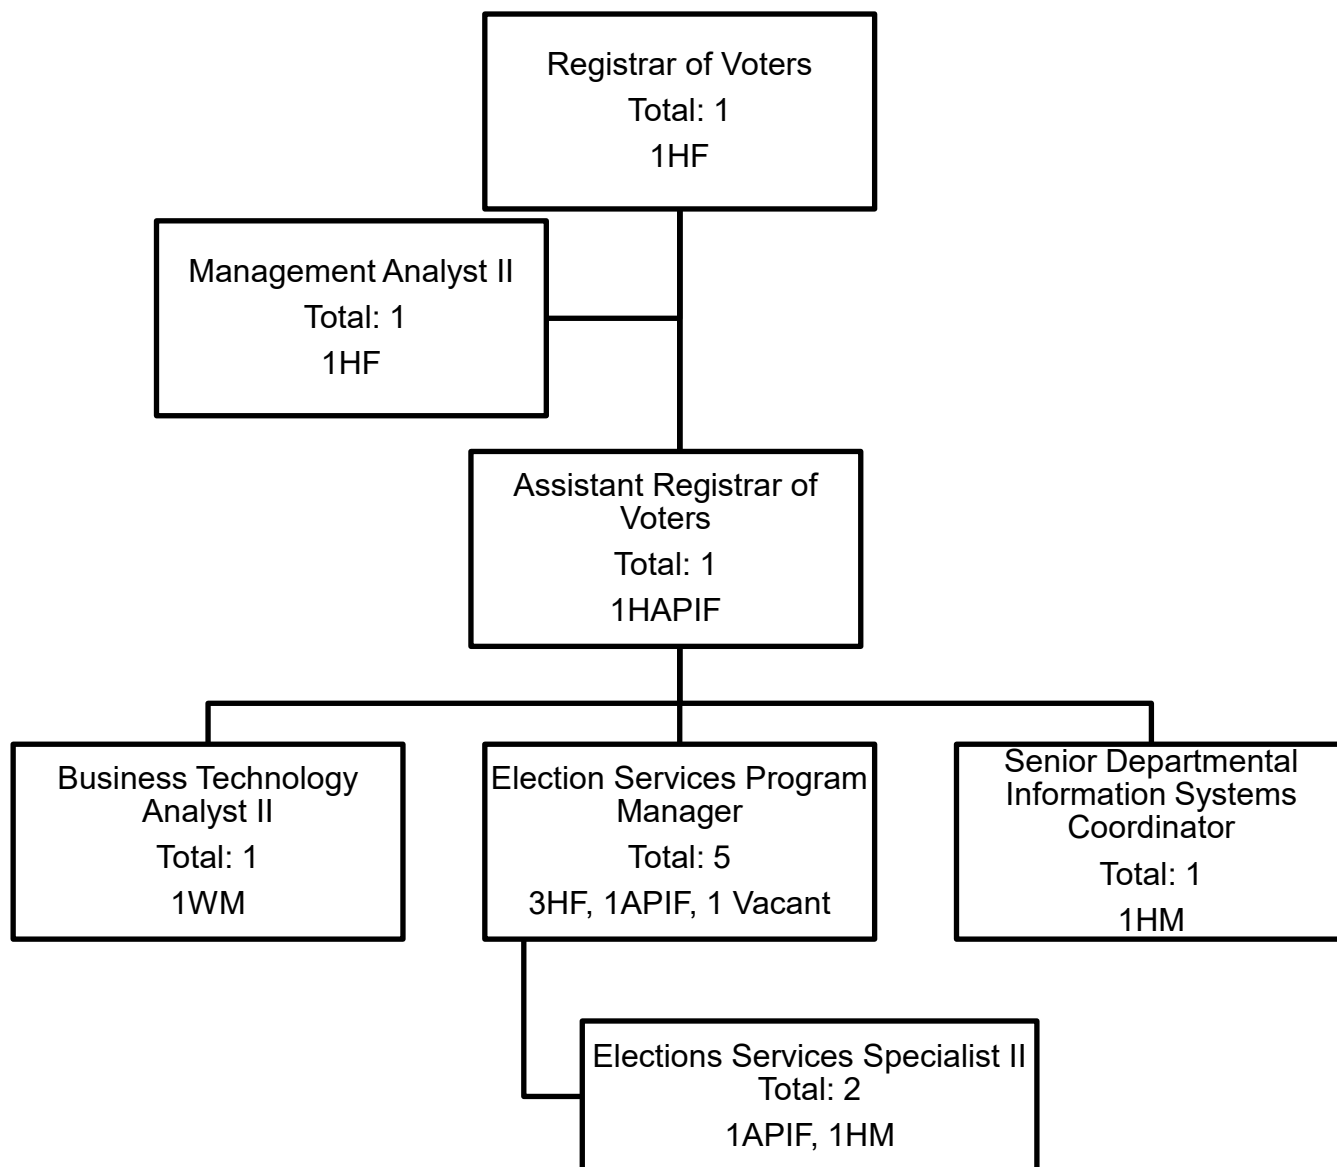 Registrar of Voters
Total: 1
1HF
Management Analyst II
Total: 1
1HF
Assistant Registrar of
Voters
Total: 1
1HAPIF
Business Technology
Analyst II
Total: 1
1WM
Election Services Program
Manager
Total: 5
3HF, 1APIF, 1 Vacant
Senior Departmental
Information Systems
Coordinator
Total: 1
1HM
Elections Services Specialist II
Total: 2
1APIF, 1HM